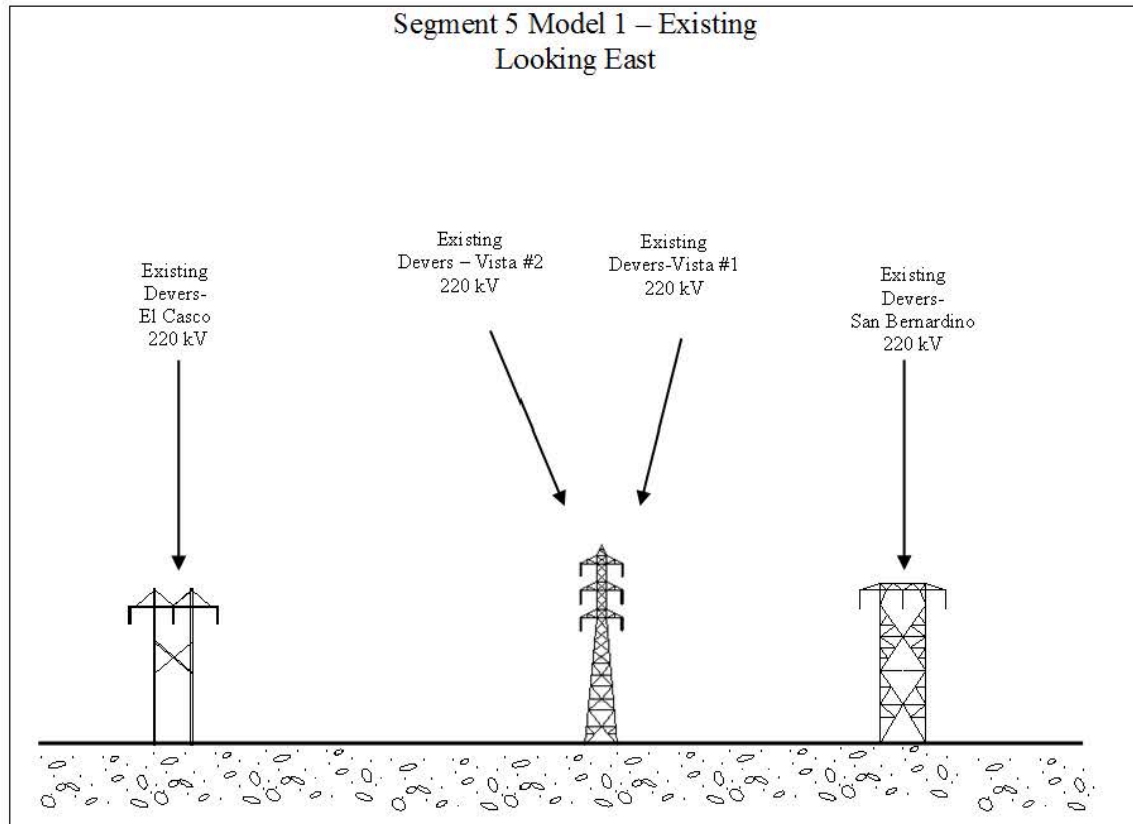 Segment 5 Model 1 – Existing
Looking East
Existing
Devers-
El Casco
220 kV
Existing
Devers – Vista #2
220 kV
Existing
Devers-Vista #1
220 kV
Existing
Devers-
San Bernardino
220 kV